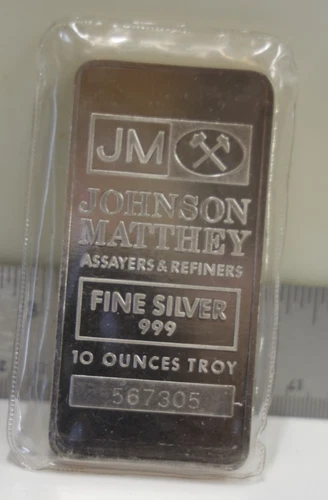 JM
JOHNSON
MATTHEY
ASSAYERS & REFINERS
FINE SILVER
999
10 OUNCES TROY
567305